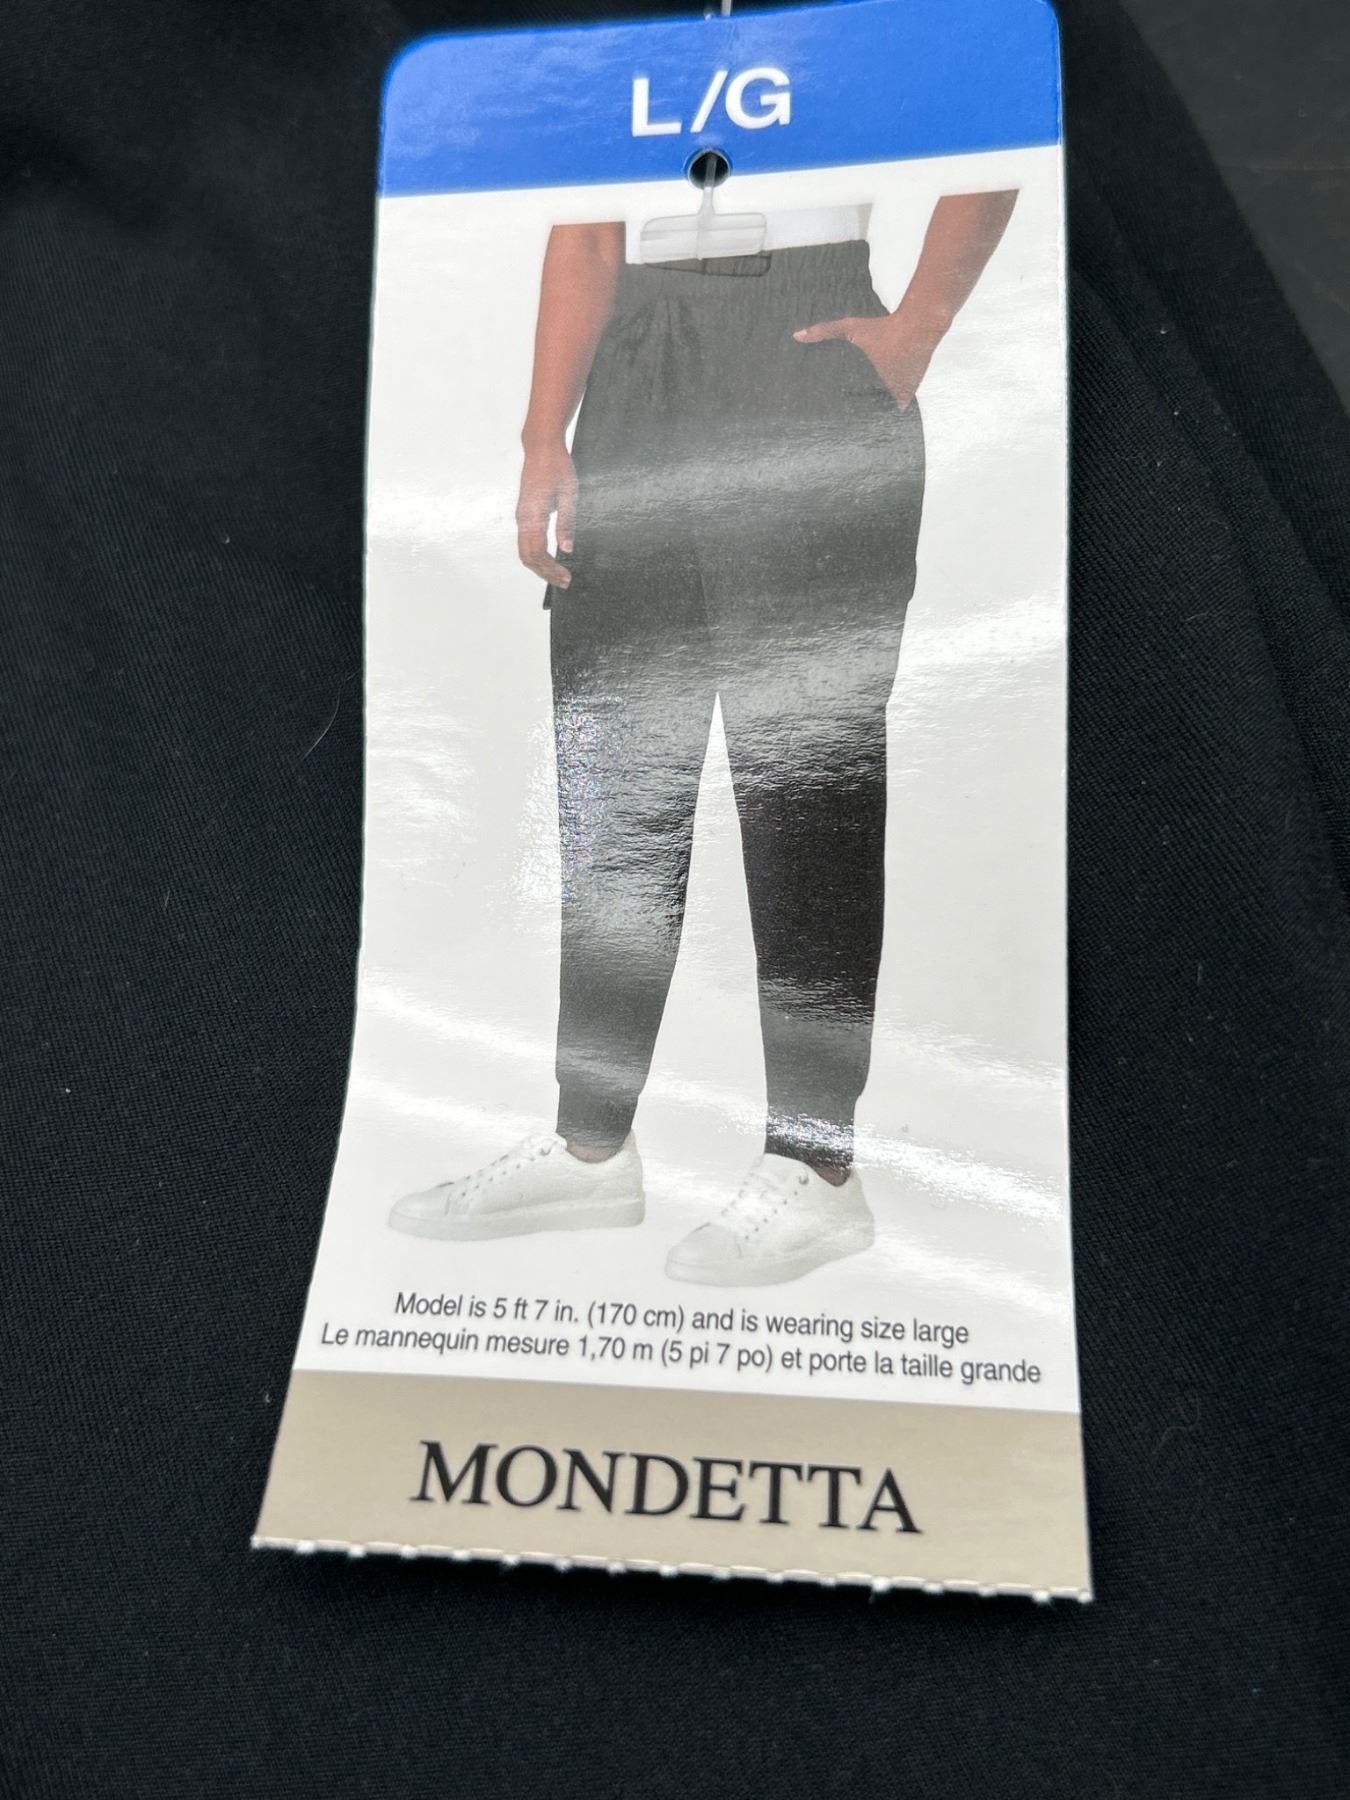 L/G
Model is 5 ft 7 in. (170 cm) and is wearing size large
Le mannequin mesure 1,70 m (5 pi 7 po) et porte la taille grande
MONDETTA